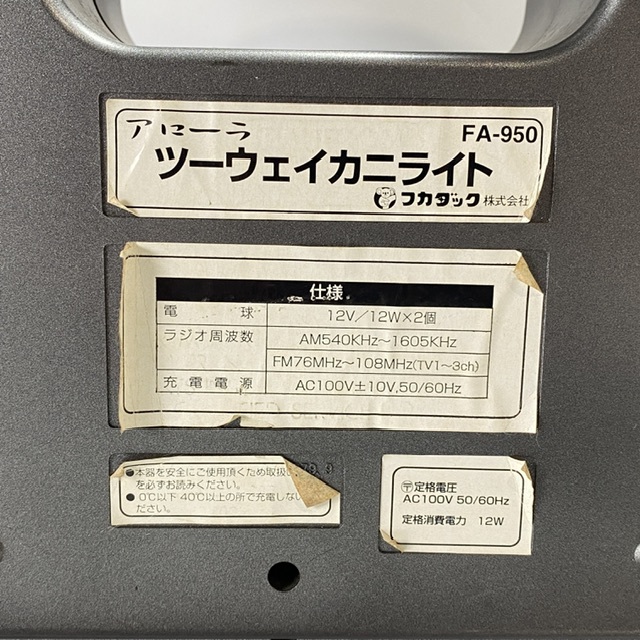 アローラ
FA-950
ツーウェイカニライト
フカダック 株式会社
仕様
電球 12V/12W×2個
ラジオ周波数 AM540KHz〜1605KHz
FM76MHz〜108MHz(TV1〜3ch)
充電電源 AC100V±10V,50/60Hz
●本器を安全にご使用頂くため取扱
を必ずお読みください。
●0℃以下40℃以上の所で充電しない
ださい。
〒定格電圧
AC100V 50/60Hz
定格消費電力 12W